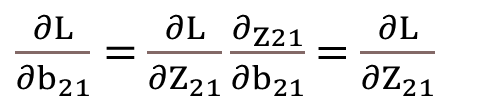 ∂L/∂b₂₁ = ∂L/∂Z₂₁ ∂z21/∂b₂₁ = ∂L/∂Z₂₁